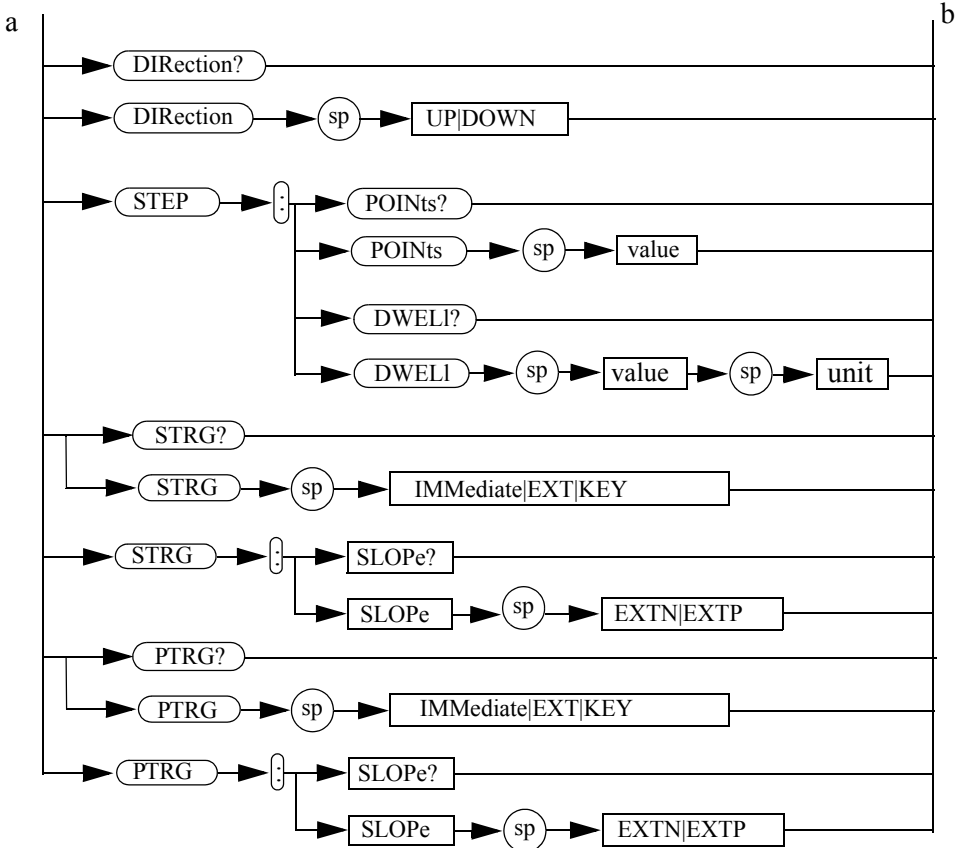 a
b
DIRection?
DIRection sp UP|DOWN
STEP : POINts?
POINts sp value
DWELl?
DWELl sp value sp unit
STRG?
STRG sp IMMediate|EXT|KEY
STRG : SLOPe?
SLOPe sp EXTN|EXTP
PTRG?
PTRG sp IMMediate|EXT|KEY
PTRG : SLOPe?
SLOPe sp EXTN|EXTP